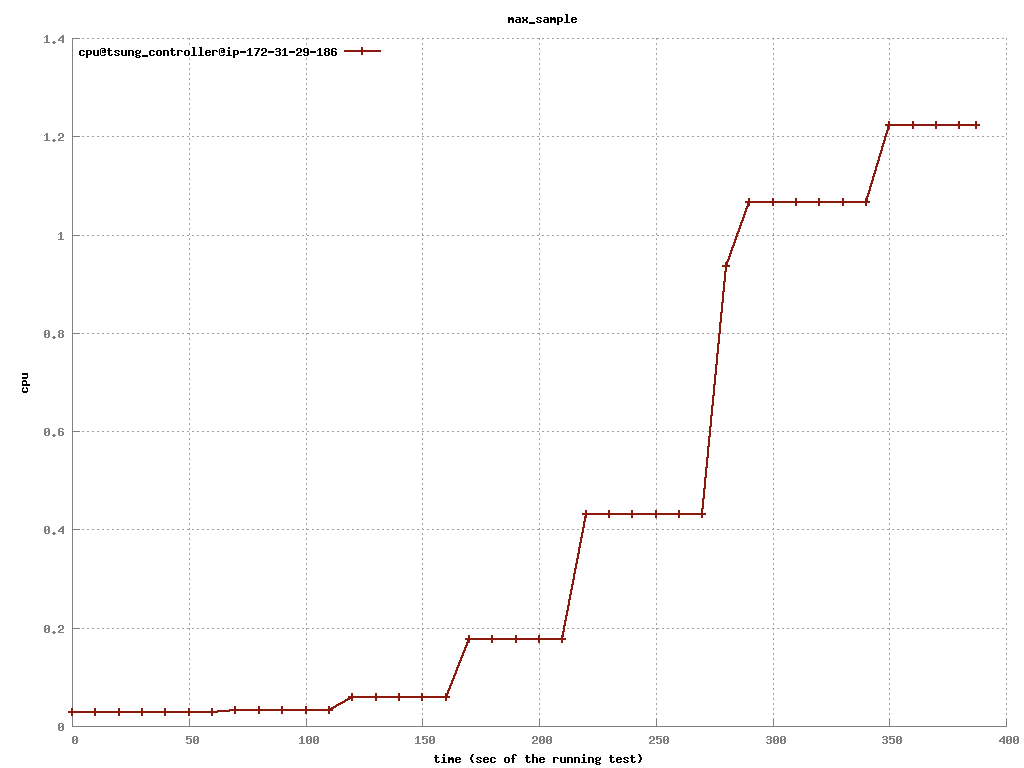 max_sample
cpu@tsung_controller@ip-172-31-29-186
1.4
1.2
1
0.8
0.6
0.4
0.2
0
cpu
0 50 100 150 200 250 300 350 400
time (sec of the running test)